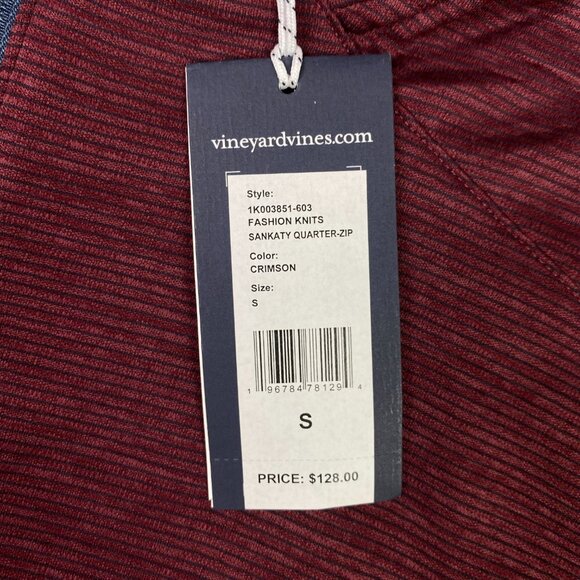 vineyardvines.com
Style:
1K003851-603
FASHION KNITS
SANKATY QUARTER-ZIP
Color:
CRIMSON
Size:
S
1 96784 78129 4
S
PRICE: $128.00